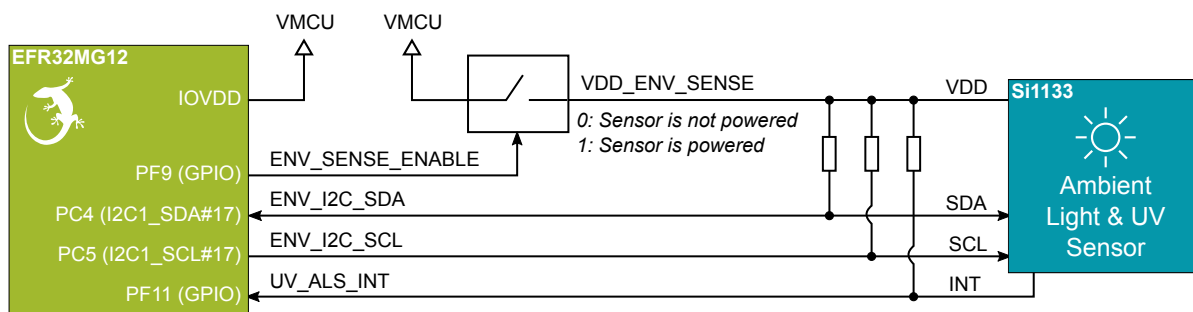 VMCU
VMCU
EFR32MG12
IOVDD
VDD_ENV_SENSE
VDD
Si1133
0: Sensor is not powered
1: Sensor is powered
ENV_SENSE_ENABLE
PF9 (GPIO)
ENV_I2C_SDA
PC4 (I2C1_SDA#17)
SDA
Ambient
Light & UV
Sensor
ENV_I2C_SCL
PC5 (I2C1_SCL#17)
SCL
UV_ALS_INT
PF11 (GPIO)
INT